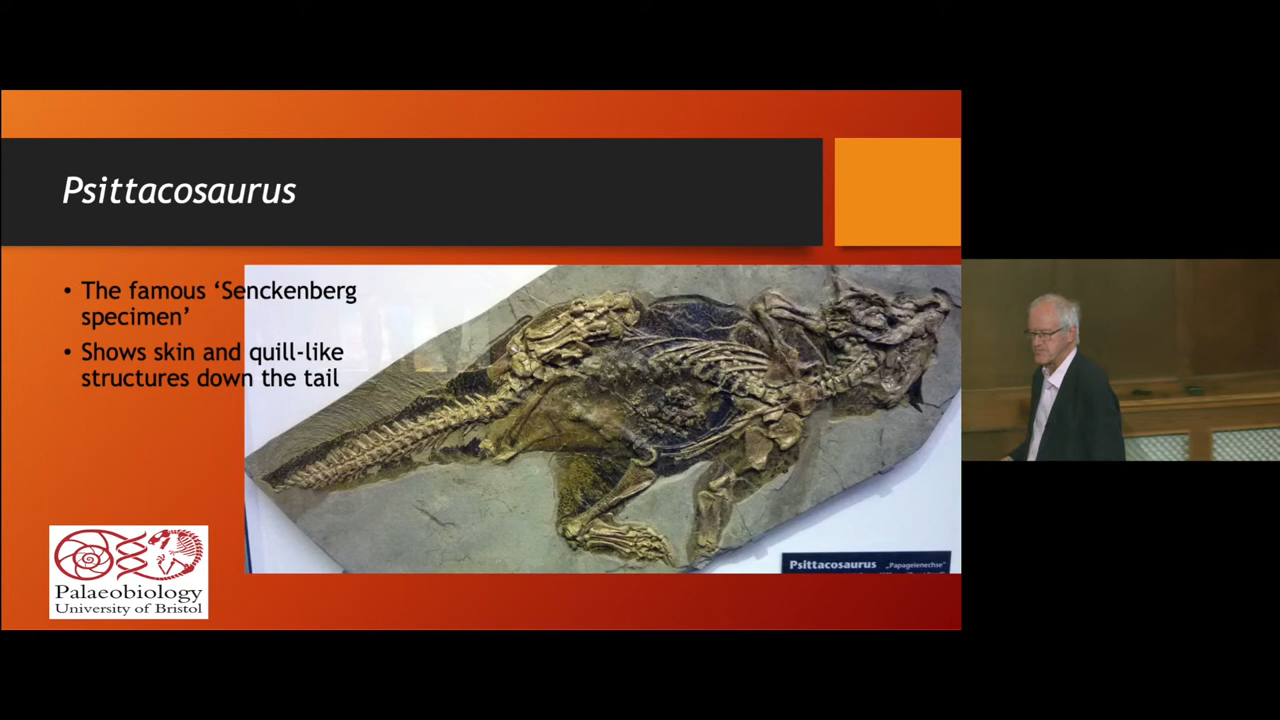 Psittacosaurus
• The famous ‘Senckenberg
specimen’
• Shows skin and quill-like
structures down the tail
Psittacosaurus „Papageienechse“
Palaeobiology
University of Bristol